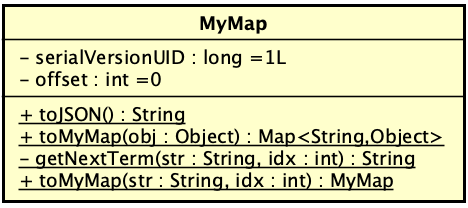 MyMap
- serialVersionUID : long =1L
- offset : int =0
+ toJSON() : String
+ toMyMap(obj : Object) : Map<String,Object>
- getNextTerm(str : String, idx : int) : String
+ toMyMap(str : String, idx : int) : MyMap